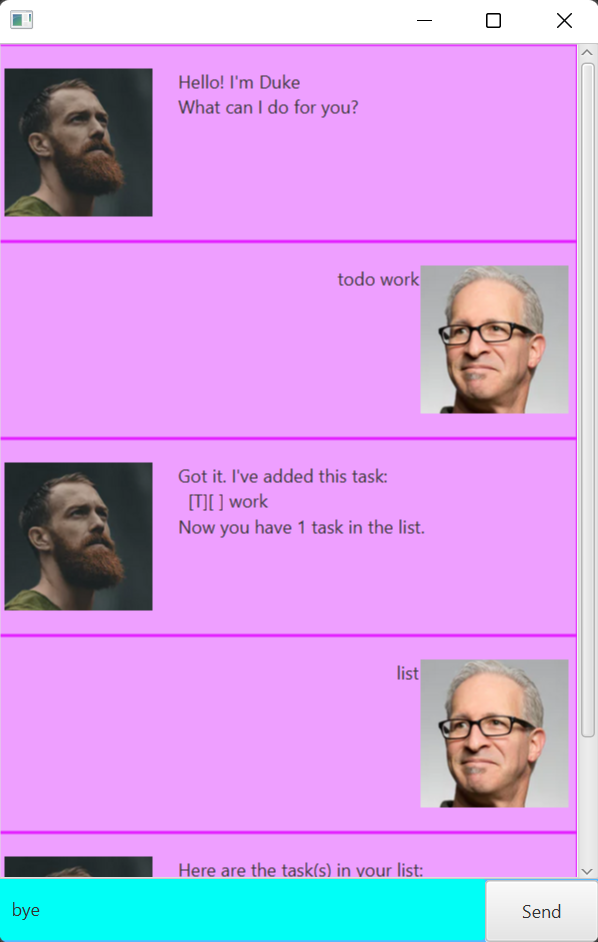 Hello! I'm Duke
What can I do for you?
todo work
Got it. I've added this task:
[T][ ] work
Now you have 1 task in the list.
list
Here are the task(s) in your list:
bye
Send